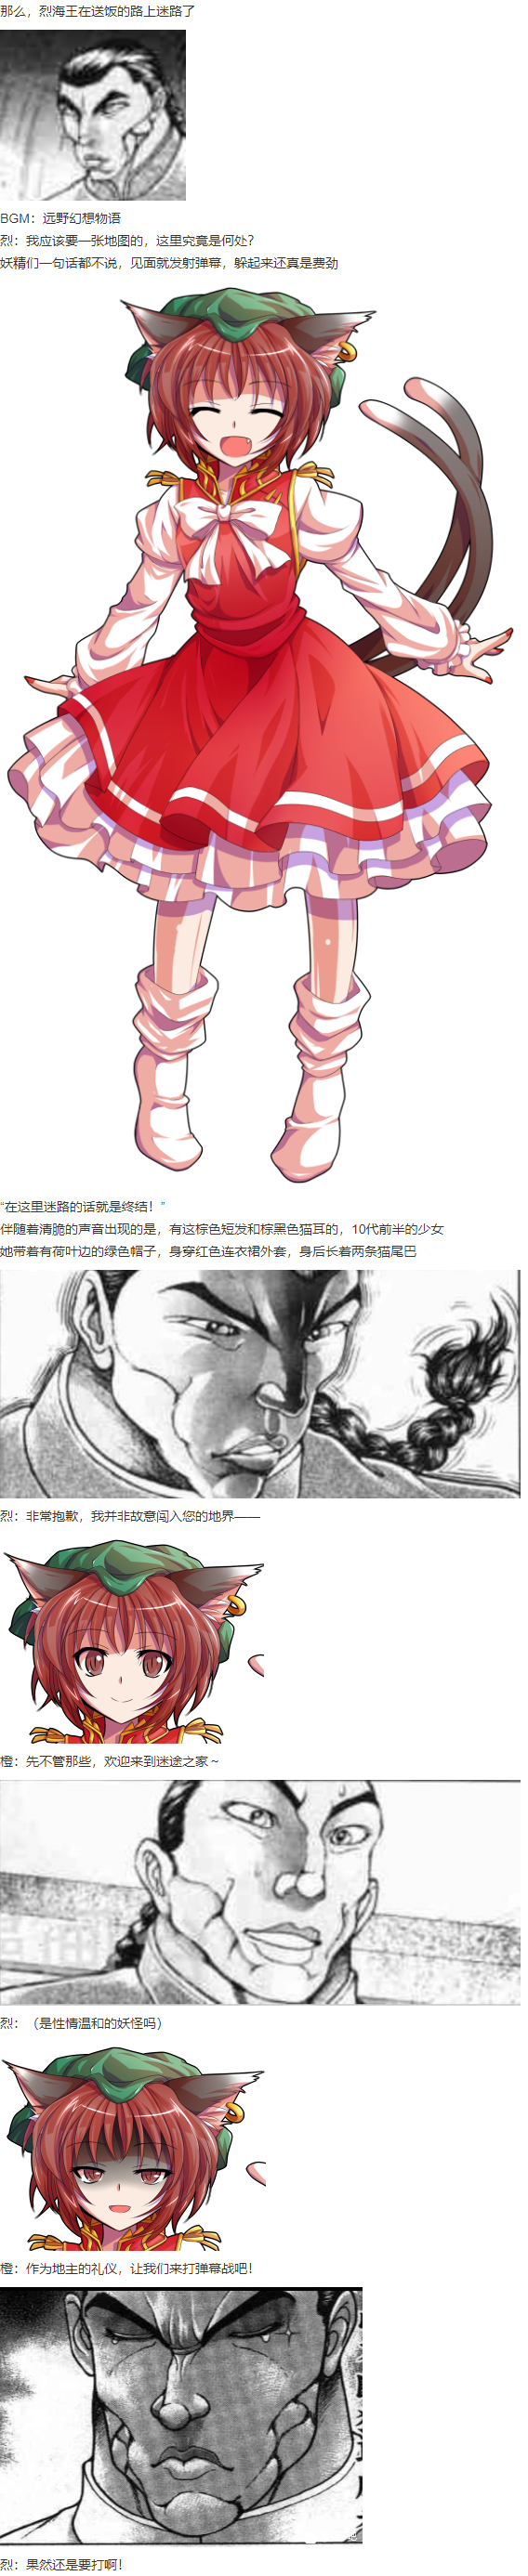 那么，烈海王在送饭的路上迷路了
BGM：远野幻想物语
烈：我应该要一张地图的，这里究竟是何处？
妖精们一句话都不说，见面就发射弹幕，躲起来还真是费劲
“在这里迷路的话就是终结！”
伴随着清脆的声音出现的是，有这棕色短发和棕黑色猫耳的，10代前半的少女
她带着有荷叶边的绿色帽子，身穿红色连衣裙外套，身后长着两条猫尾巴
烈：非常抱歉，我并非故意闯入您的地界——
橙：先不管那些，欢迎来到迷途之家～
烈：（是性情温和的妖怪吗）
橙：作为地主的礼仪，让我们来打弹幕战吧！
烈：果然还是要打啊！